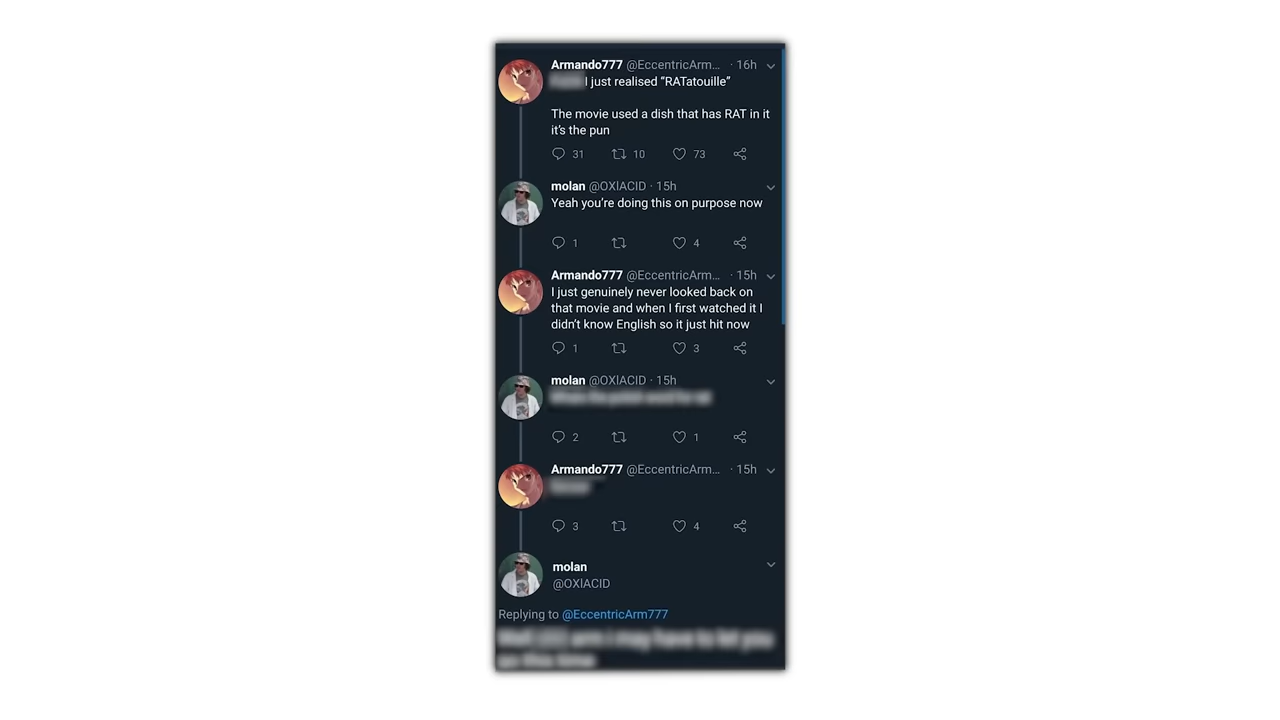 Armando777 @EccentricArm... · 16h
I just realised “RATatouille”
The movie used a dish that has RAT in it
it’s the pun
31 10 73
molan @OXIACID · 15h
Yeah you’re doing this on purpose now
1 4
Armando777 @EccentricArm... · 15h
I just genuinely never looked back on
that movie and when I first watched it I
didn’t know English so it just hit now
1 3
molan @OXIACID · 15h
2 1
Armando777 @EccentricArm... · 15h
3 4
molan
@OXIACID
Replying to @EccentricArm777